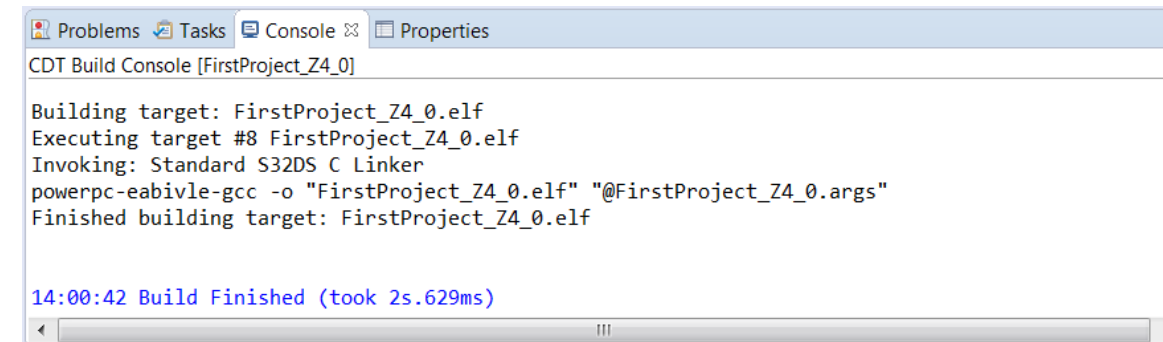 Problems Tasks Console Properties
CDT Build Console [FirstProject_Z4_0]
Building target: FirstProject_Z4_0.elf
Executing target #8 FirstProject_Z4_0.elf
Invoking: Standard S32DS C Linker
powerpc-eabivle-gcc -o "FirstProject_Z4_0.elf" "@FirstProject_Z4_0.args"
Finished building target: FirstProject_Z4_0.elf
14:00:42 Build Finished (took 2s.629ms)